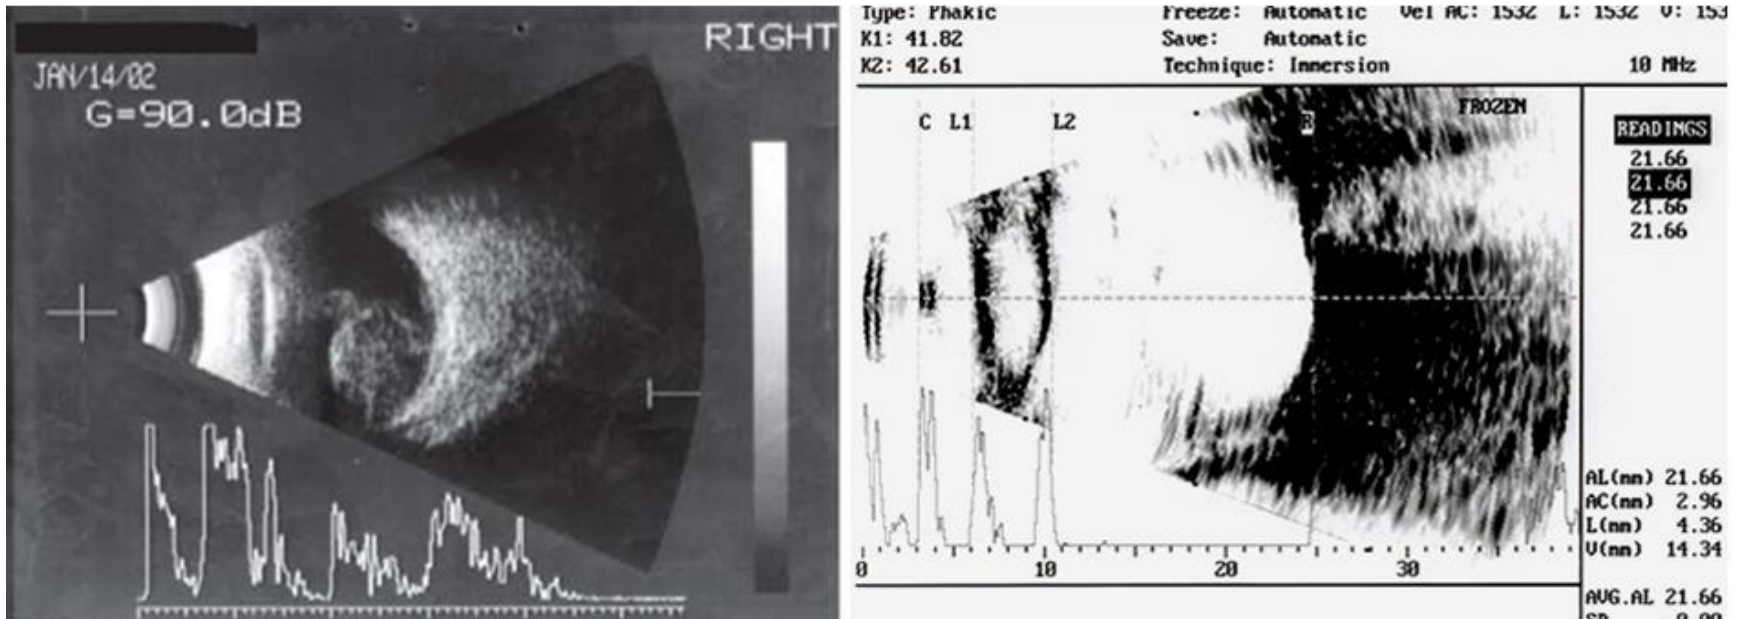 RIGHT
JAN/14/02
G=90.0dB
Type: Phakic Freeze: Automatic Vel AC: 1532 L: 1532 V: 153
K1: 41.82 Save: Automatic
K2: 42.61 Technique: Immersion 10 MHz
FROZEN
C L1 L2 R
READINGS
21.66
21.66
21.66
21.66
AL(mm) 21.66
AC(mm) 2.96
L(mm) 4.36
V(mm) 14.34
0 10 20 30
AVG.AL 21.66